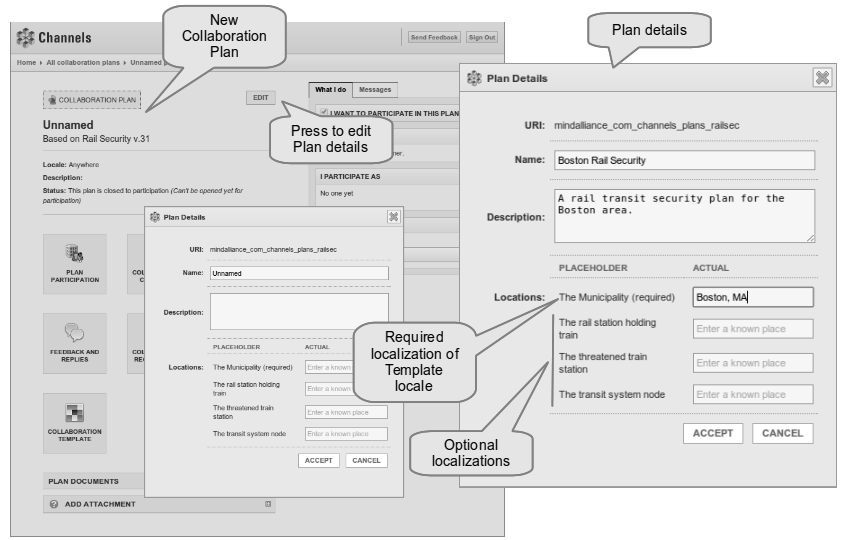 New
Collaboration
Plan
Plan details
Channels
Send Feedback
Sign Out
Home › All collaboration plans › Unnamed
COLLABORATION PLAN
EDIT
What I do
Messages
I WANT TO PARTICIPATE IN THIS PLAN
Press to edit
Plan details
Unnamed
Based on Rail Security v.31
Locale: Anywhere
Description:
Status: This plan is closed to participation (Can't be opened yet for
participation)
ner.
I PARTICIPATE AS
No one yet
PLAN
PARTICIPATION
COL
C
FEEDBACK AND
REPLIES
COL
RE
COLLABORATION
TEMPLATE
PLAN DOCUMENTS
ADD ATTACHMENT
Plan Details
URI: mindalliance_com_channels_plans_railsec
Name: Unnamed
Description:
PLACEHOLDER ACTUAL
Locations: The Municipality (required) Enter a known
The rail station holding
train
Enter a known
The threatened train
station
Enter a known place
The transit system node Enter a known place
ACCEPT CANCEL
Required
localization of
Template
locale
Optional
localizations
Plan Details
URI: mindalliance_com_channels_plans_railsec
Name: Boston Rail Security
Description: A rail transit security plan for the
Boston area.
PLACEHOLDER ACTUAL
Locations: The Municipality (required) Boston, MA
The rail station holding
train
Enter a known place
The threatened train
station
Enter a known place
The transit system node Enter a known place
ACCEPT CANCEL